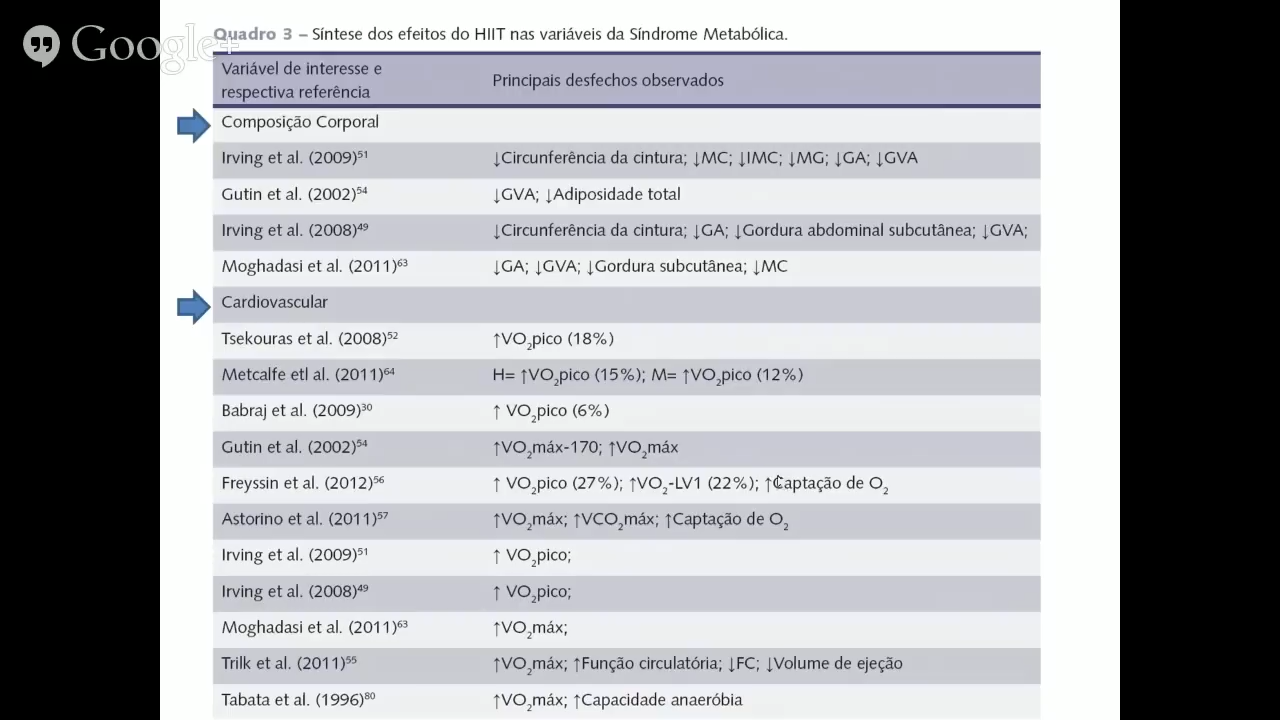 Google+
Quadro 3 – Síntese dos efeitos do HIIT nas variáveis da Síndrome Metabólica.
Variável de interesse e respectiva referência
Principais desfechos observados
Composição Corporal
Irving et al. (2009)51 ↓Circunferência da cintura; ↓MC; ↓IMC; ↓MG; ↓GA; ↓GVA
Gutin et al. (2002)54 ↓GVA; ↓Adiposidade total
Irving et al. (2008)49 ↓Circunferência da cintura; ↓GA; ↓Gordura abdominal subcutânea; ↓GVA;
Moghadasi et al. (2011)63 ↓GA; ↓GVA; ↓Gordura subcutânea; ↓MC
Cardiovascular
Tsekouras et al. (2008)52 ↑VO2pico (18%)
Metcalfe etl al. (2011)64 H= ↑VO2pico (15%); M= ↑VO2pico (12%)
Babraj et al. (2009)30 ↑ VO2pico (6%)
Gutin et al. (2002)54 ↑VO2máx-170; ↑VO2máx
Freyssin et al. (2012)56 ↑ VO2pico (27%); ↑VO2-LV1 (22%); ↑Captação de O2
Astorino et al. (2011)57 ↑VO2máx; ↑VCO2máx; ↑Captação de O2
Irving et al. (2009)51 ↑ VO2pico;
Irving et al. (2008)49 ↑ VO2pico;
Moghadasi et al. (2011)63 ↑VO2máx;
Trilk et al. (2011)55 ↑VO2máx; ↑Função circulatória; ↓FC; ↓Volume de ejeção
Tabata et al. (1996)80 ↑VO2máx; ↑Capacidade anaeróbia